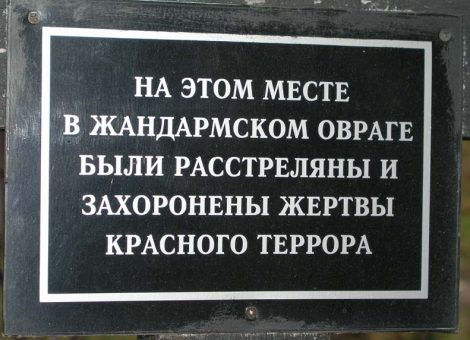 НА ЭТОМ МЕСТЕ
В ЖАНДАРМСКОМ ОВРАГЕ
БЫЛИ РАССТРЕЛЯНЫ И
ЗАХОРОНЕНЫ ЖЕРТВЫ
КРАСНОГО ТЕРРОРА